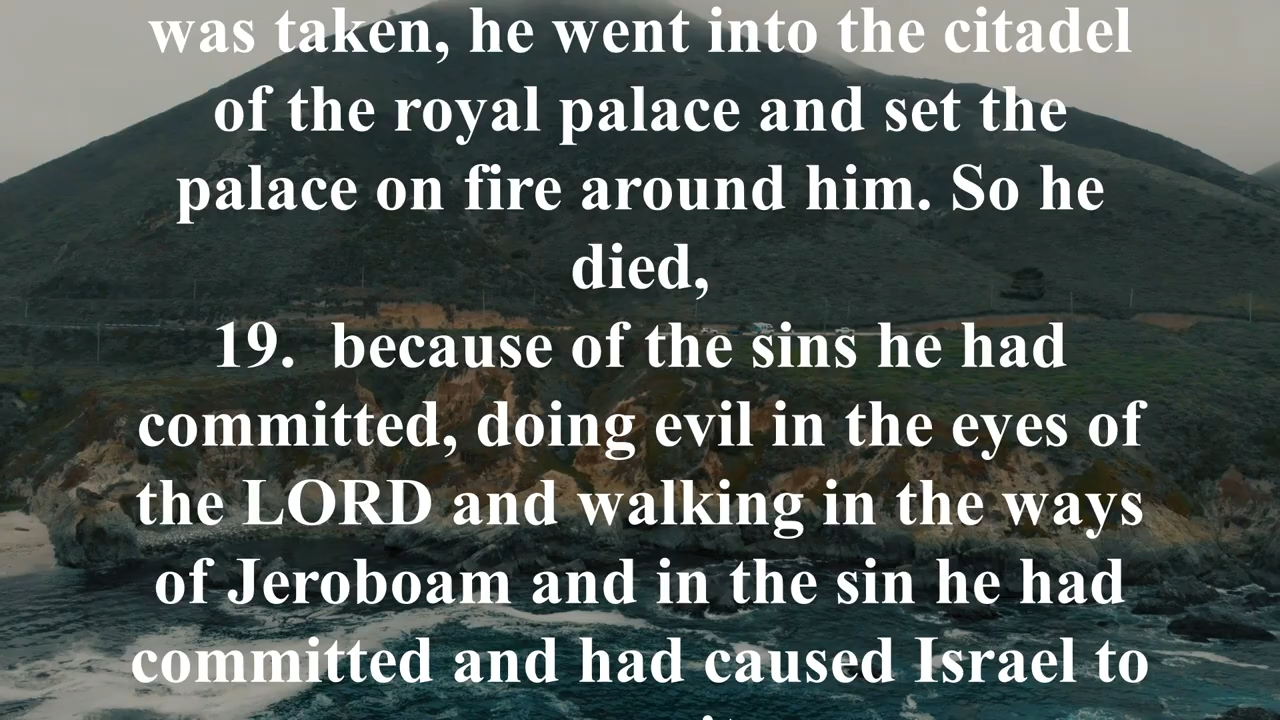 was taken, he went into the citadel
of the royal palace and set the
palace on fire around him. So he
died,
19.  because of the sins he had
committed, doing evil in the eyes of
the LORD and walking in the ways
of Jeroboam and in the sin he had
committed and had caused Israel to